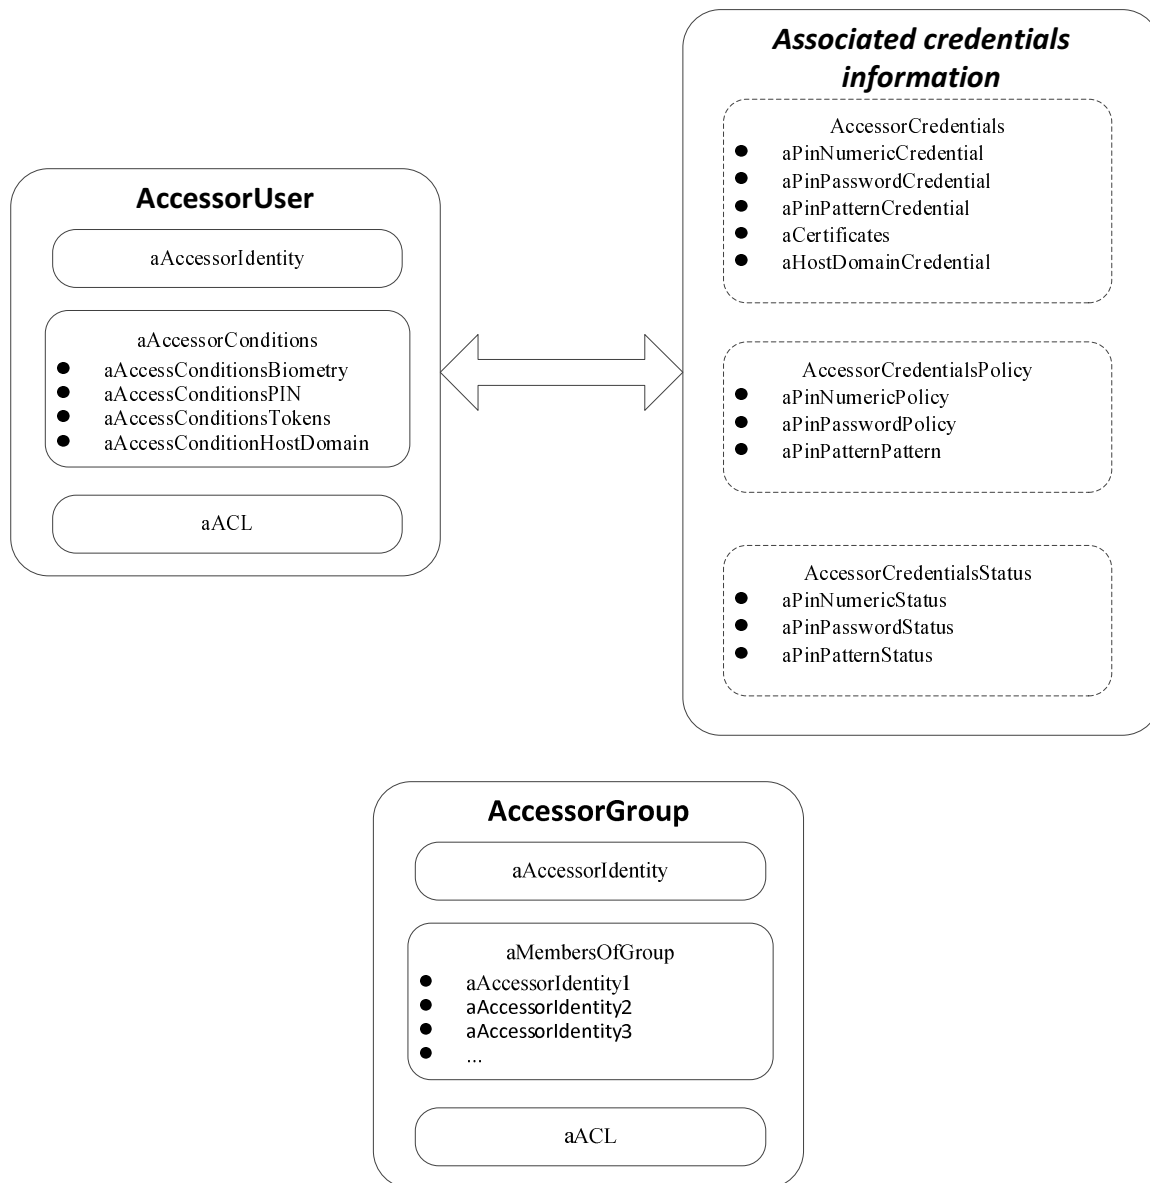 AccessorUser
aAccessorIdentity
aAccessorConditions
● aAccessConditionsBiometry
● aAccessConditionsPIN
● aAccessConditionsTokens
● aAccessConditionHostDomain
aACL
Associated credentials
information
AccessorCredentials
● aPinNumericCredential
● aPinPasswordCredential
● aPinPatternCredential
● aCertificates
● aHostDomainCredential
AccessorCredentialsPolicy
● aPinNumericPolicy
● aPinPasswordPolicy
● aPinPatternPattern
AccessorCredentialsStatus
● aPinNumericStatus
● aPinPasswordStatus
● aPinPatternStatus
AccessorGroup
aAccessorIdentity
aMembersOfGroup
● aAccessorIdentity1
● aAccessorIdentity2
● aAccessorIdentity3
● ...
aACL